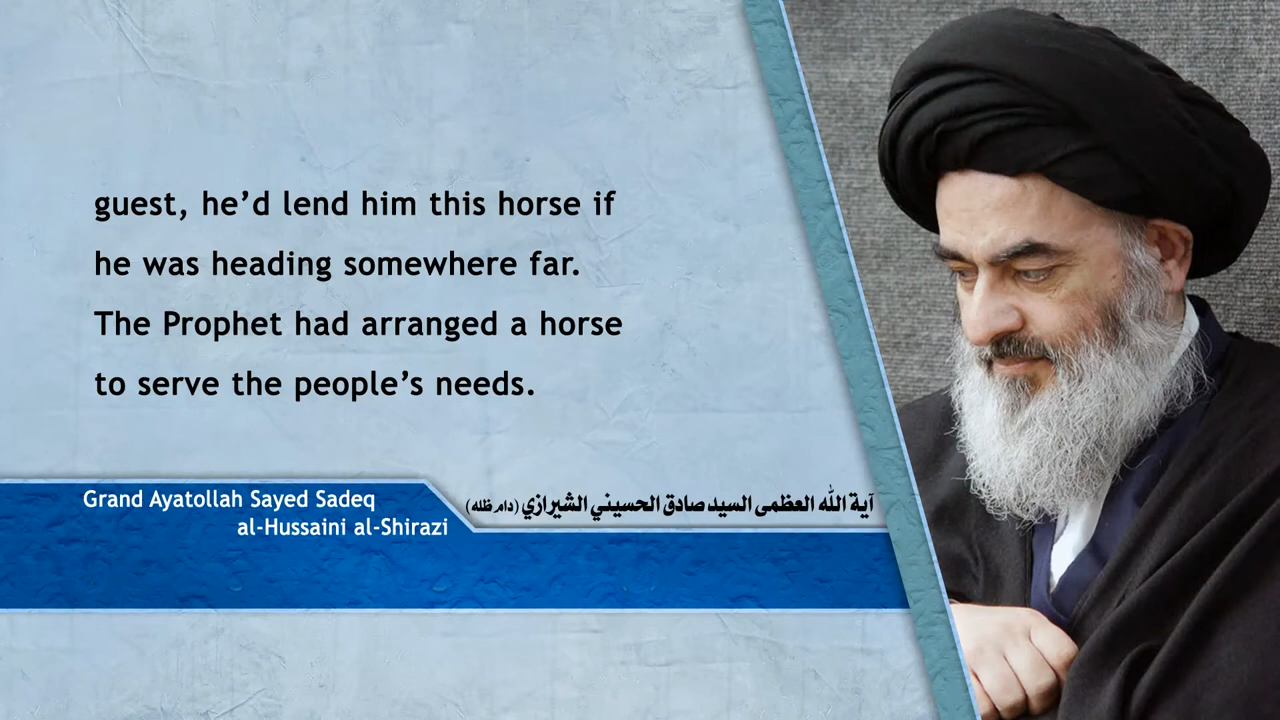 guest, he’d lend him this horse if
he was heading somewhere far.
The Prophet had arranged a horse
to serve the people’s needs.
Grand Ayatollah Sayed Sadeq
al-Hussaini al-Shirazi
آية الله العظمى السيد صادق الحسيني الشيرازي (دام ظله)